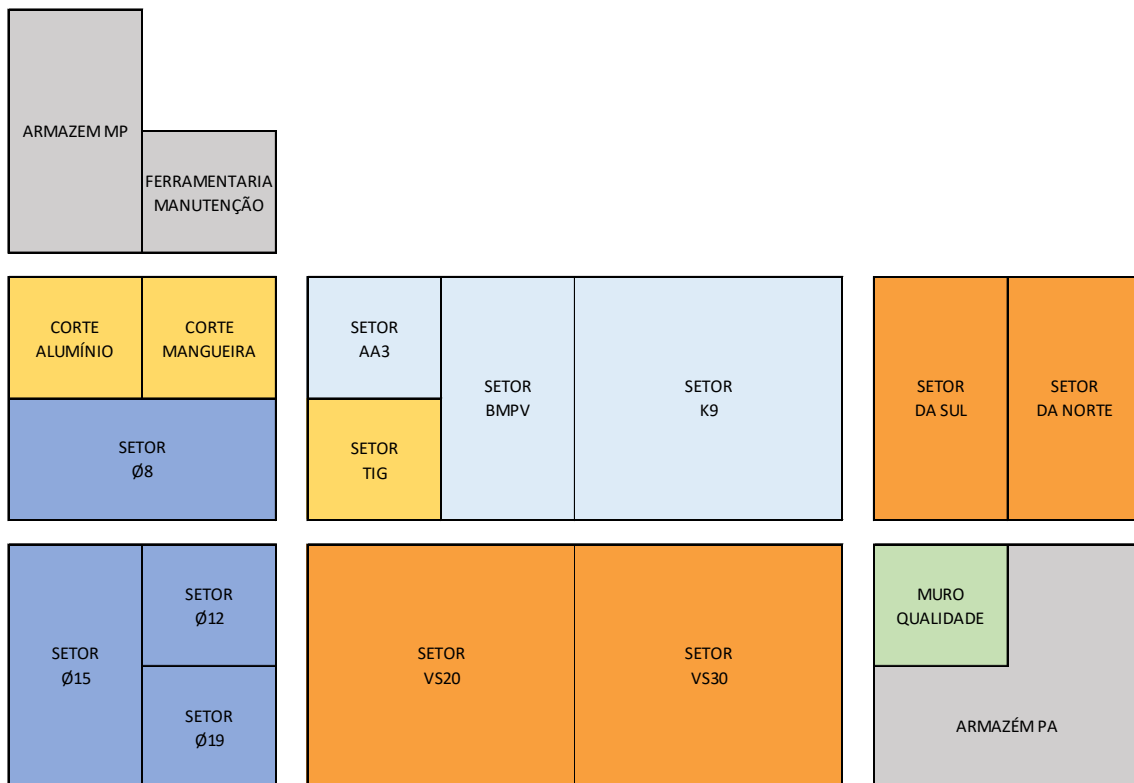 ARMAZEM MP
FERRAMENTARIA
MANUTENÇÃO
CORTE
ALUMÍNIO
CORTE
MANGUEIRA
SETOR
Ø8
SETOR
AA3
SETOR
TIG
SETOR
BMPV
SETOR
K9
SETOR
DA SUL
SETOR
DA NORTE
SETOR
Ø15
SETOR
Ø12
SETOR
Ø19
SETOR
VS20
SETOR
VS30
MURO
QUALIDADE
ARMAZÉM PA